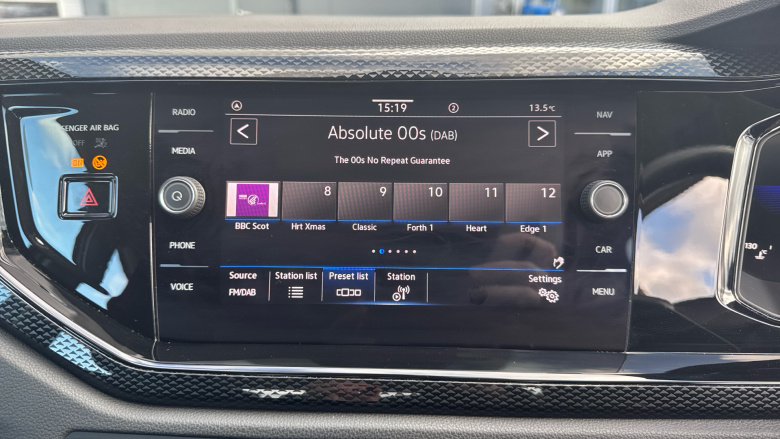 SENGER AIR BAG
OFF
RADIO
MEDIA
PHONE
VOICE
15:19
2
13.5°C
Absolute 00s (DAB)
The 00s No Repeat Guarantee
8
9
10
11
12
BBC Scot
Hrt Xmas
Classic
Forth 1
Heart
Edge 1
Source
FM/DAB
Station list
Preset list
Station
Settings
NAV
APP
CAR
MENU
130